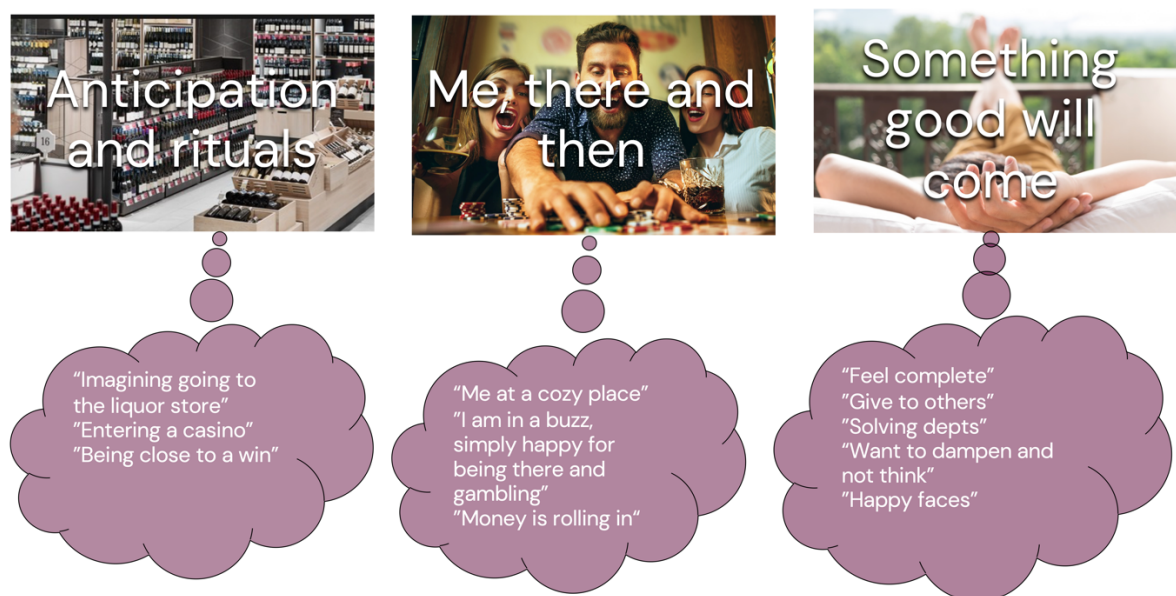 Anticipation
and rituals
16
“Imagining going to
the liquor store”
"Entering a casino”
”Being close to a win”
Me, there and
then
“Me at a cozy place”
"I am in a buzz,
simply happy for
being there and
gambling”
”Money is rolling in“
Something
good will
come
“Feel complete”
“Give to others”
“Solving depts”
“Want to dampen and
not think”
”Happy faces”